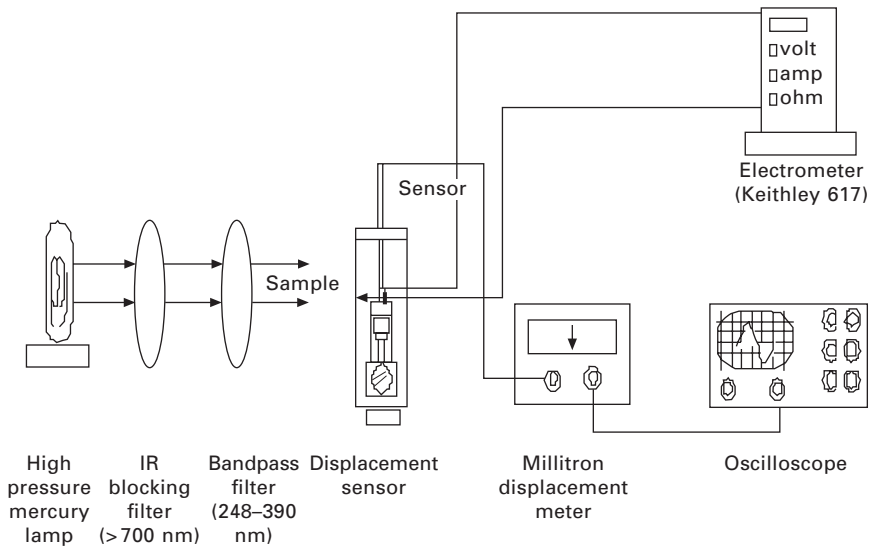 volt
amp
ohm
Electrometer
(Keithley 617)
Sensor
Sample
High
pressure
mercury
lamp
IR
blocking
filter
(>700 nm)
Bandpass
filter
(248–390
nm)
Displacement
sensor
Millitron
displacement
meter
Oscilloscope